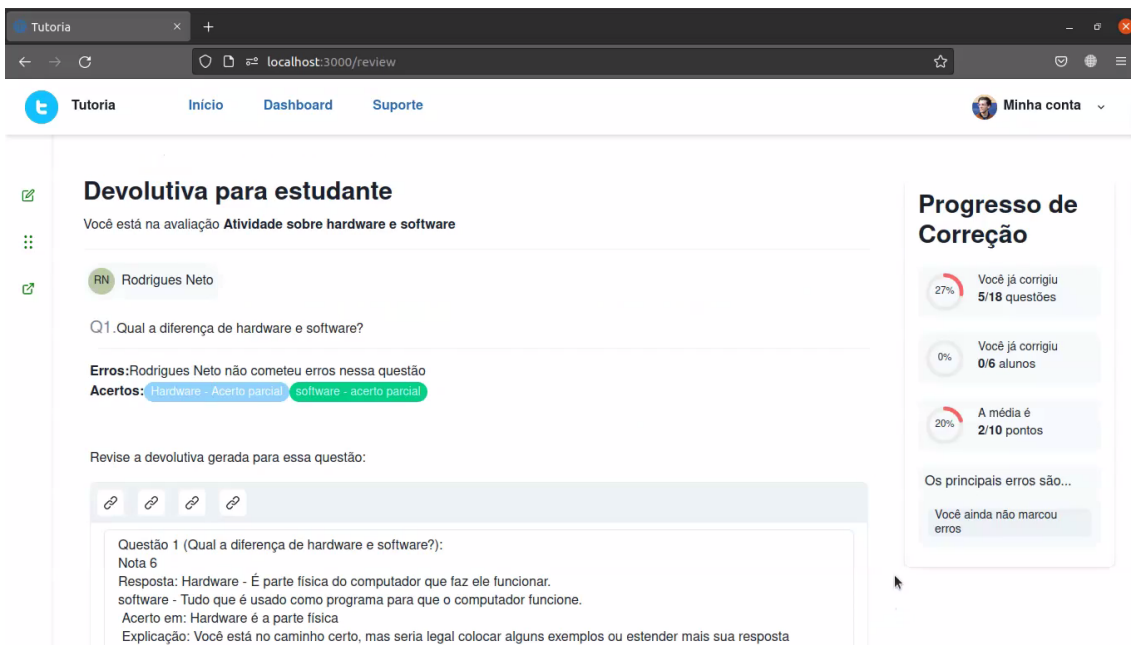 Tutoria
localhost:3000/review
Tutoria
Início
Dashboard
Suporte
Minha conta
Devolutiva para estudante
Você está na avaliação Atividade sobre hardware e software
RN Rodrigues Neto
Q1.Qual a diferença de hardware e software?
Erros:Rodrigues Neto não cometeu erros nessa questão
Acertos: Hardware - Acerto parcial software - acerto parcial
Revise a devolutiva gerada para essa questão:
Questão 1 (Qual a diferença de hardware e software?):
Nota 6
Resposta: Hardware - É parte física do computador que faz ele funcionar.
software - Tudo que é usado como programa para que o computador funcione.
Acerto em: Hardware é a parte física
Explicação: Você está no caminho certo, mas seria legal colocar alguns exemplos ou estender mais sua resposta
Progresso de
Correção
27%
Você já corrigiu
5/18 questões
0%
Você já corrigiu
0/6 alunos
20%
A média é
2/10 pontos
Os principais erros são...
Você ainda não marcou
erros